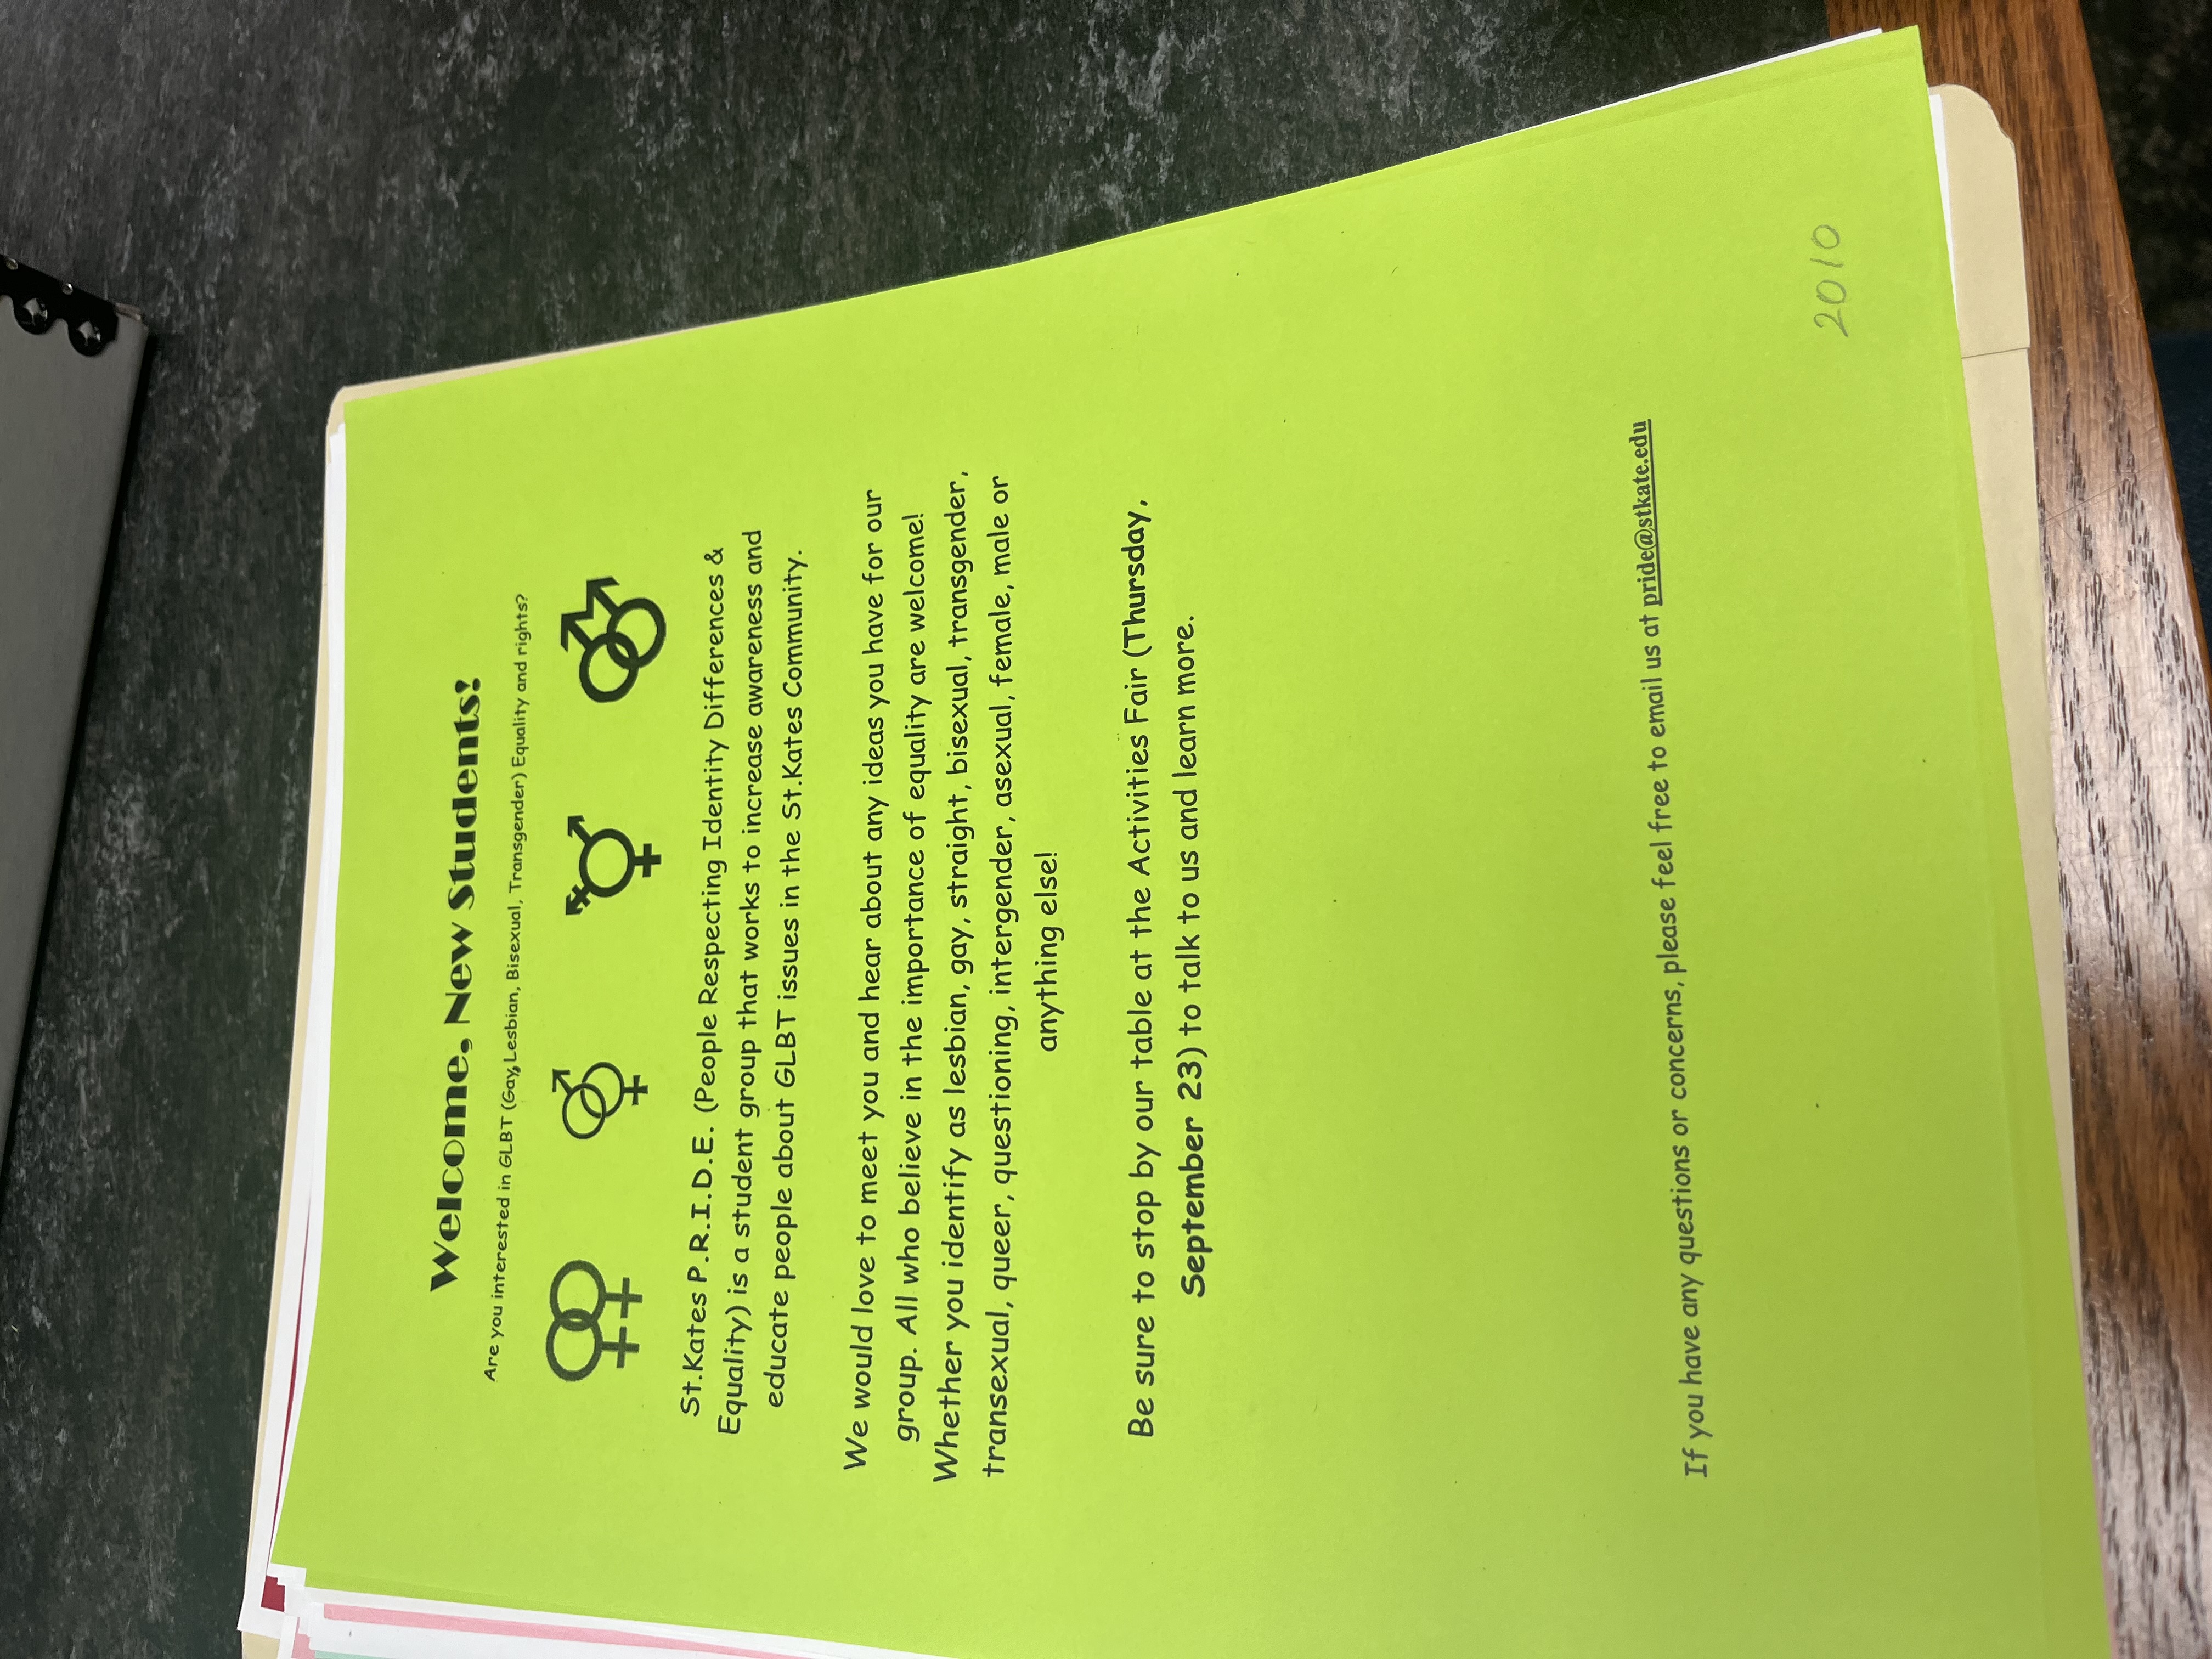 Welcome, New Students!
Are you interested in GLBT (Gay, Lesbian, Bisexual, Transgender) Equality and rights?
St.Kates P.R.I.D.E. (People Respecting Identity Differences &
Equality) is a student group that works to increase awareness and
educate people about GLBT issues in the St.Kates Community.
We would love to meet you and hear about any ideas you have for our
group. All who believe in the importance of equality are welcome!
Whether you identify as lesbian, gay, straight, bisexual, transgender,
transexual, queer, questioning, intergender, asexual, female, male or
anything else!
Be sure to stop by our table at the Activities Fair (Thursday,
September 23) to talk to us and learn more.
If you have any questions or concerns, please feel free to email us at pride@stkate.edu
2010